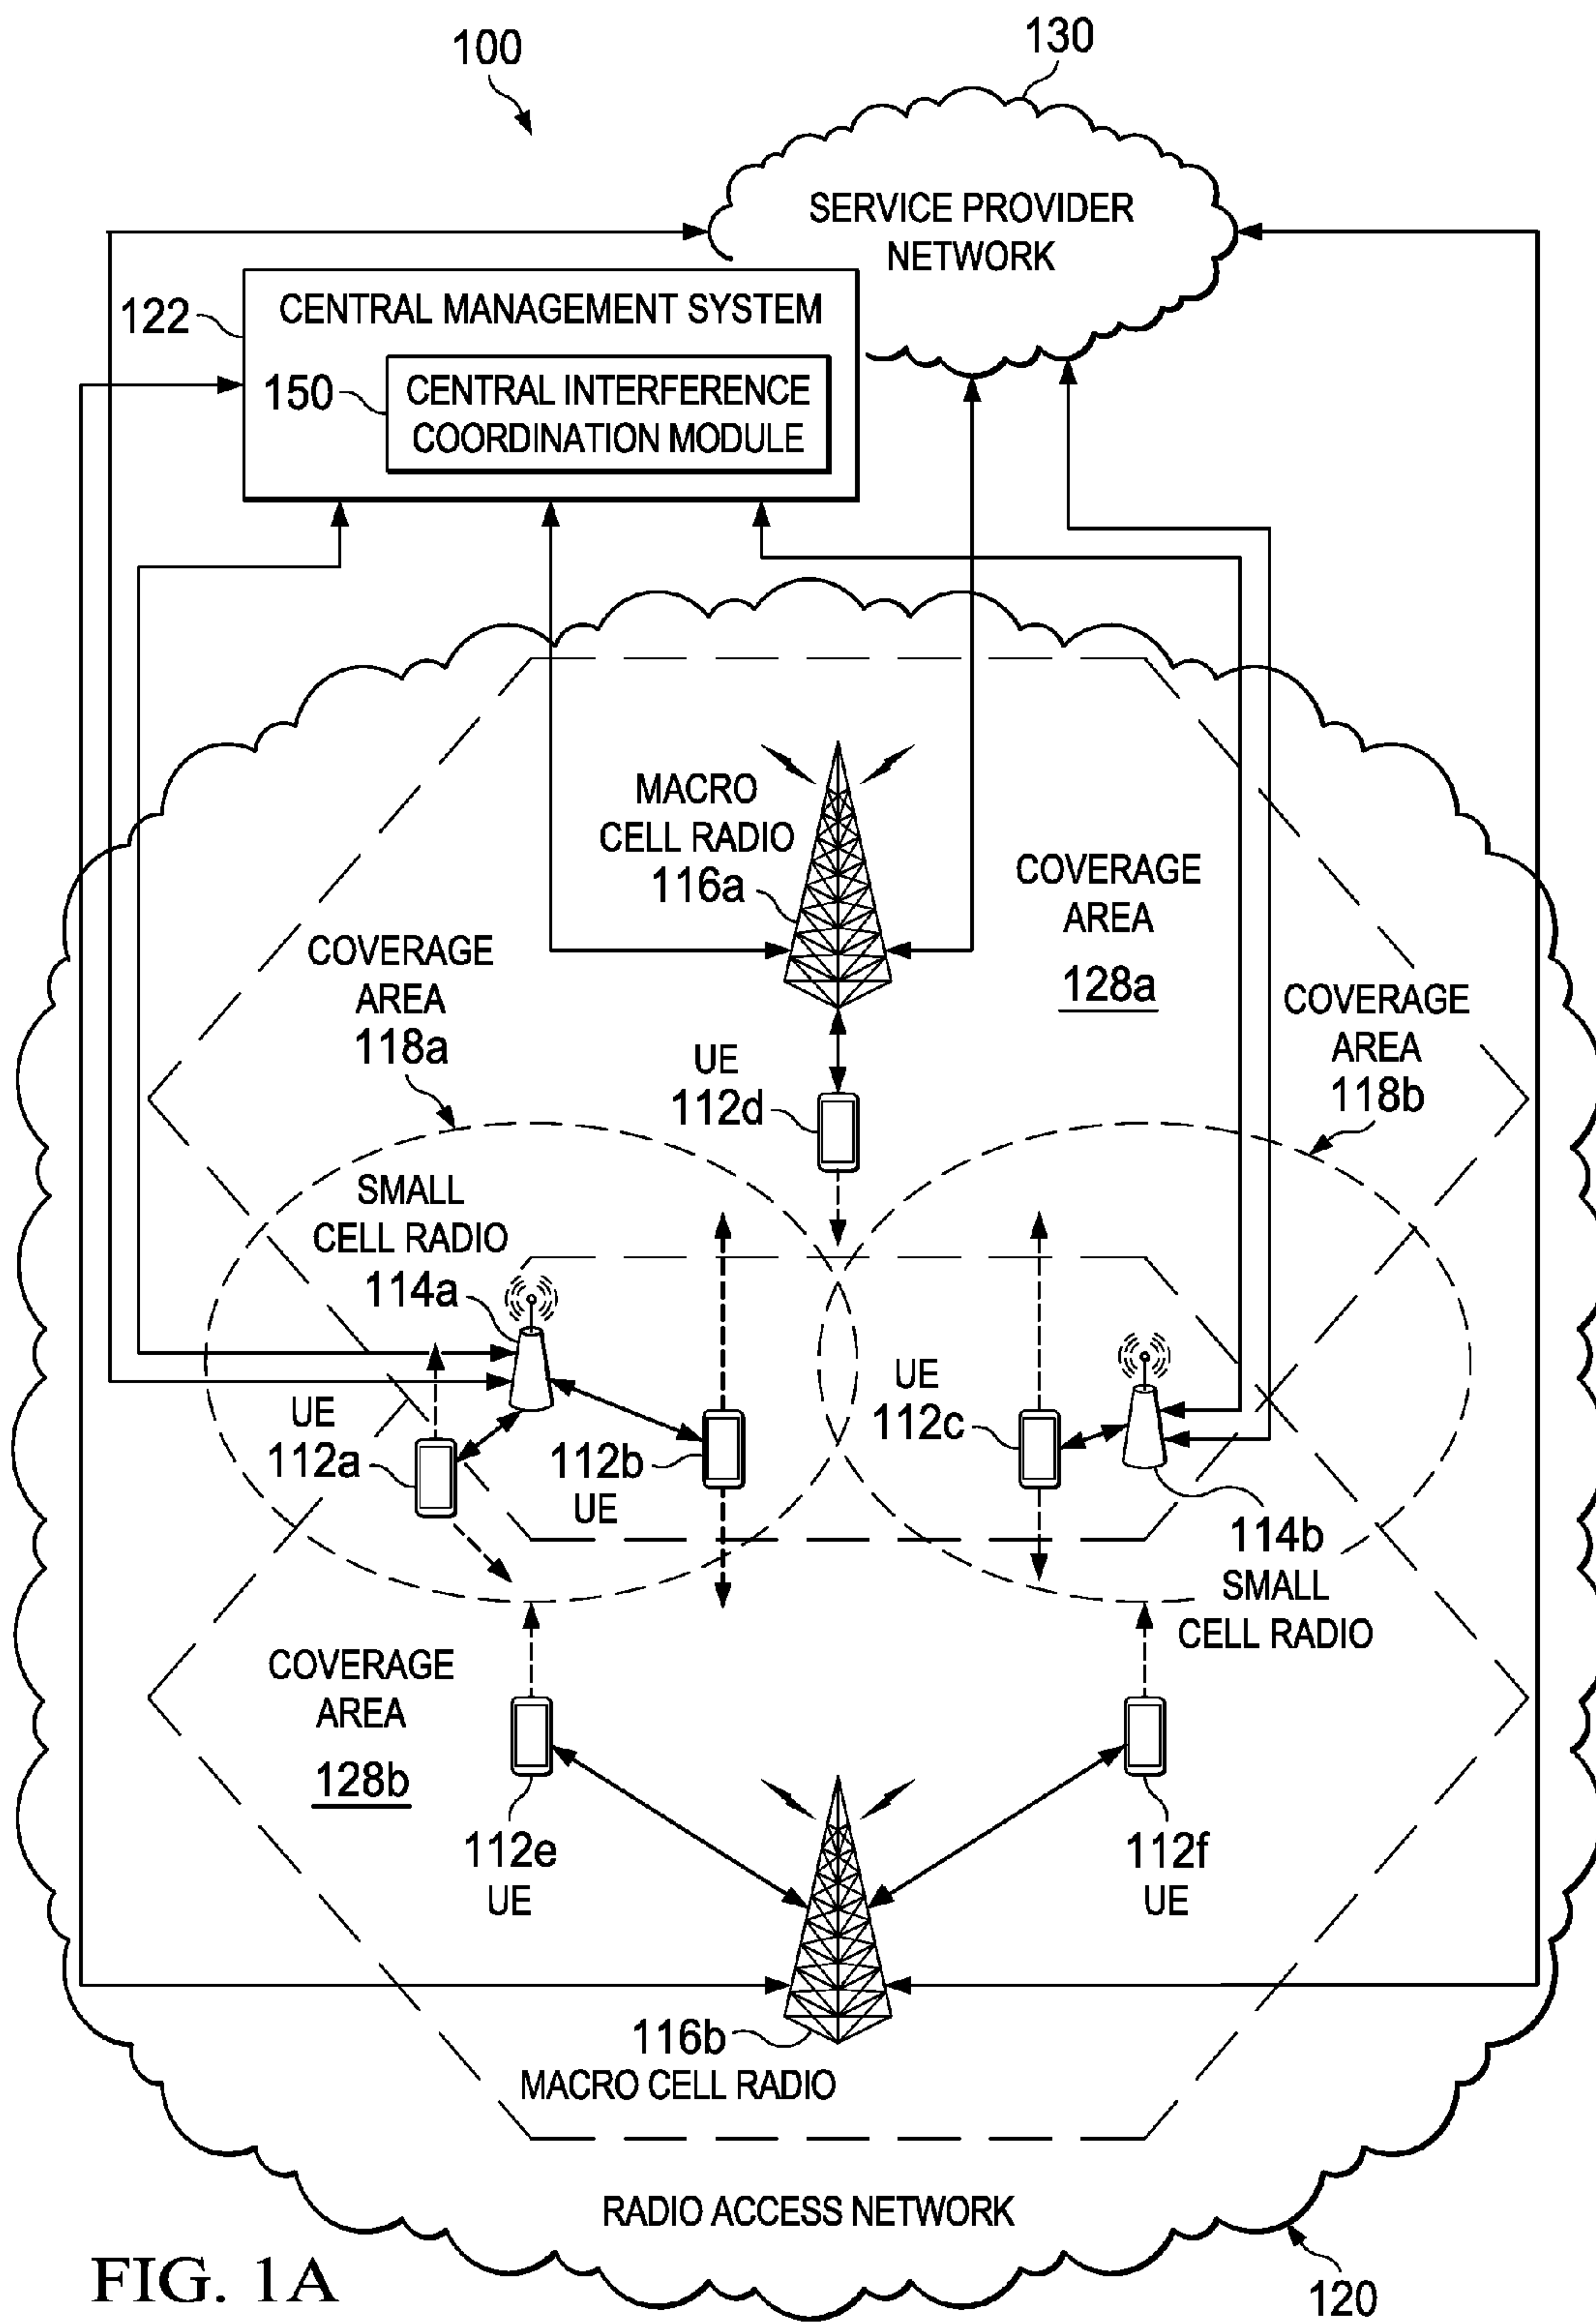 100
130
SERVICE PROVIDER
NETWORK
122
CENTRAL MANAGEMENT SYSTEM
150
CENTRAL INTERFERENCE
COORDINATION MODULE
MACRO
CELL RADIO
116a
COVERAGE
AREA
128a
COVERAGE
AREA
118a
COVERAGE
AREA
118b
UE
112d
SMALL
CELL RADIO
114a
UE
112a
112b
UE
UE
112c
114b
SMALL
CELL RADIO
COVERAGE
AREA
128b
112e
UE
112f
UE
116b
MACRO CELL RADIO
RADIO ACCESS NETWORK
120
FIG. 1A